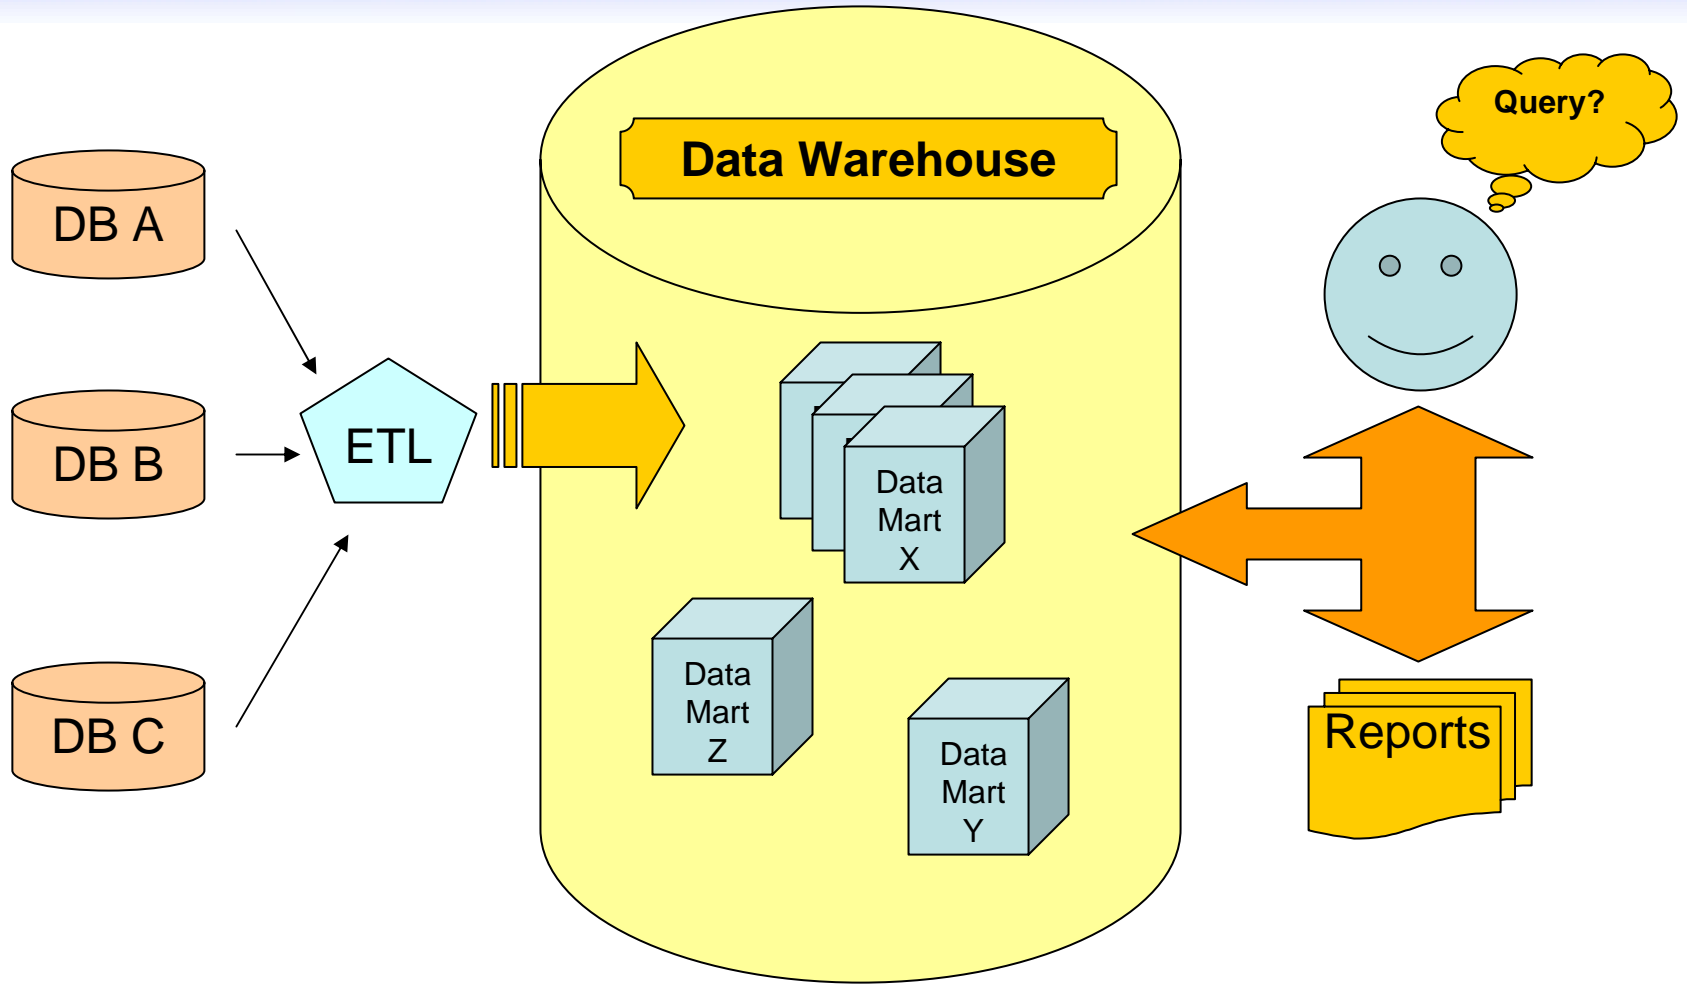 Query?
Data Warehouse
DB A
DB B
ETL
Data
Mart
X
Data
Mart
Z
Data
Mart
Y
DB C
Reports